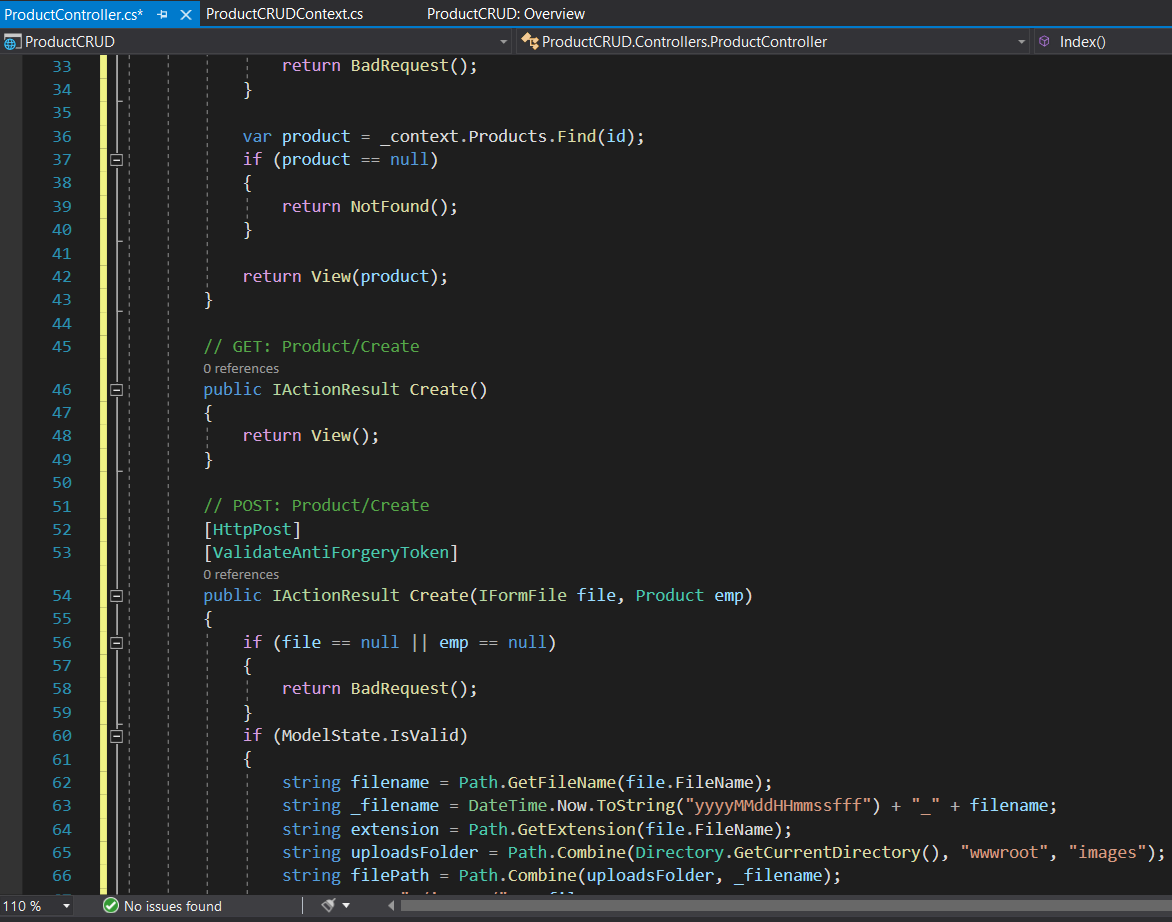 ProductController.cs* ProductCRUDContext.cs ProductCRUD: Overview
ProductCRUD ProductCRUD.Controllers.ProductController Index()
33 return BadRequest();
34 }
35
36 var product = _context.Products.Find(id);
37 if (product == null)
38 {
39 return NotFound();
40 }
41
42 return View(product);
43 }
44
45 // GET: Product/Create
0 references
46 public IActionResult Create()
47 {
48 return View();
49 }
50
51 // POST: Product/Create
52 [HttpPost]
53 [ValidateAntiForgeryToken]
0 references
54 public IActionResult Create(IFormFile file, Product emp)
55 {
56 if (file == null || emp == null)
57 {
58 return BadRequest();
59 }
60 if (ModelState.IsValid)
61 {
62 string filename = Path.GetFileName(file.FileName);
63 string _filename = DateTime.Now.ToString("yyyyMMddHHmmssfff") + "_" + filename;
64 string extension = Path.GetExtension(file.FileName);
65 string uploadsFolder = Path.Combine(Directory.GetCurrentDirectory(), "wwwroot", "images");
66 string filePath = Path.Combine(uploadsFolder, _filename);
110 % No issues found